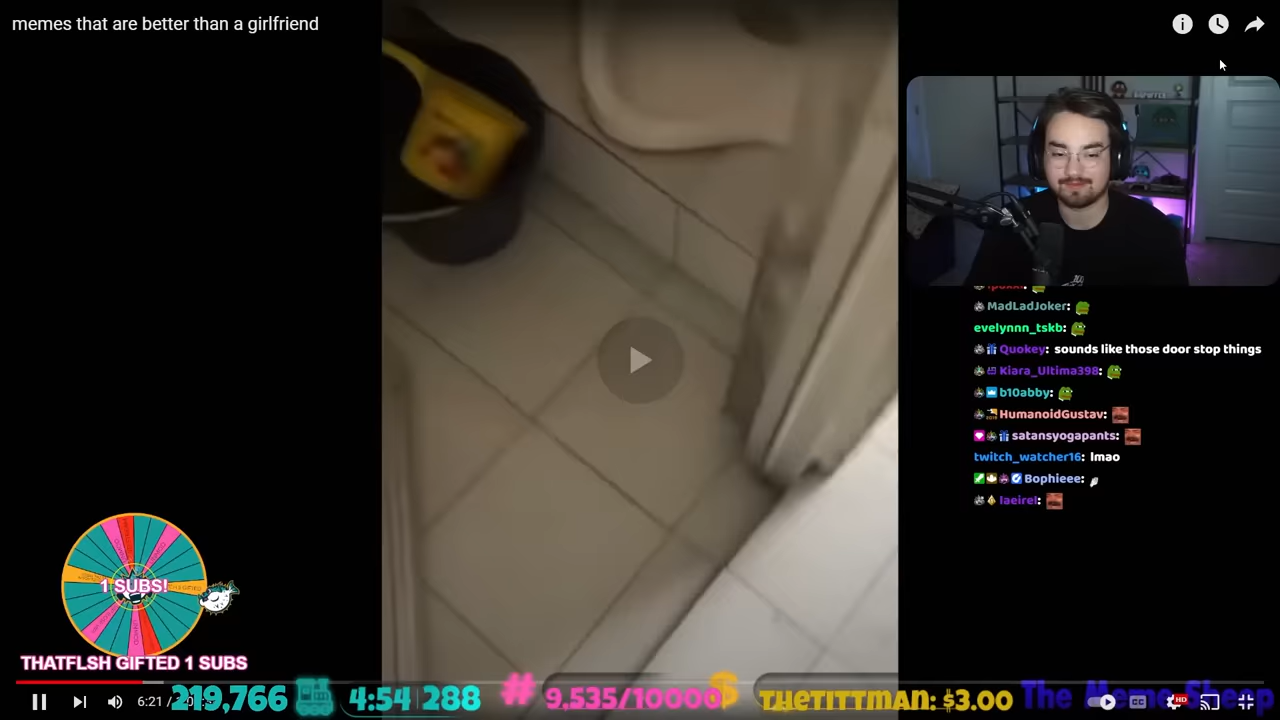 memes that are better than a girlfriend
MadLadJoker:
evelynnn_tskb:
Quokey: sounds like those door stop things
Kiara_Ultima398:
b10abby:
HumanoidGustav:
satansyogapants:
twitch_watcher16: lmao
Bophieee:
1 SUBS!
THATFLSH GIFTED 1 SUBS
6:21 /
219,766
4:54 288
# 9,535/10000
THETITTMAN: $3.00
The Meme Sheep
HD